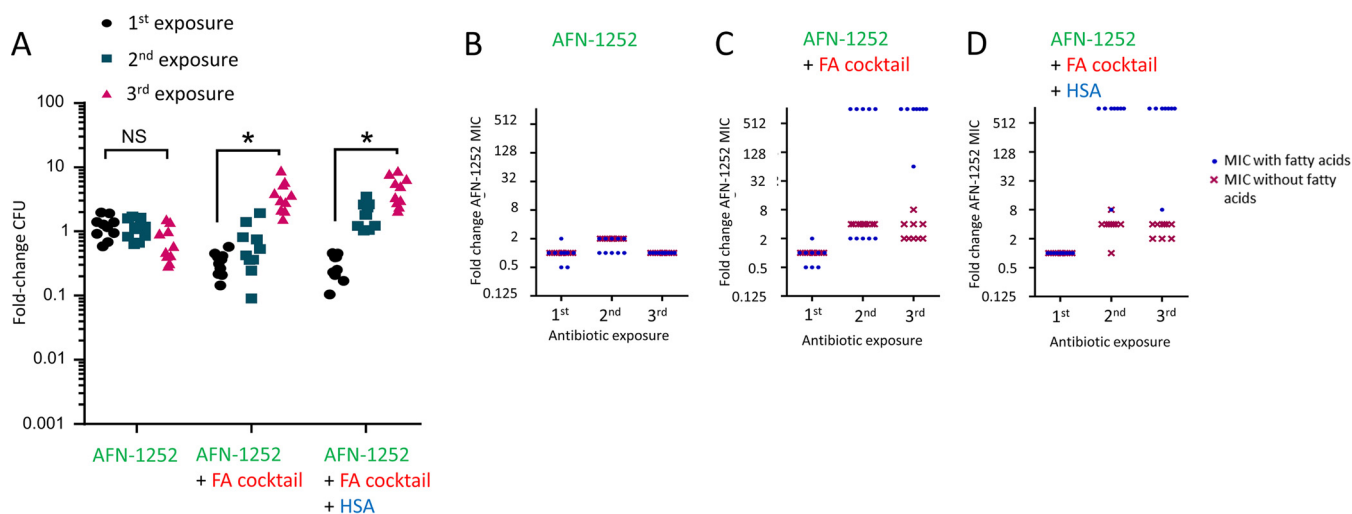 1st exposure
2nd exposure
3rd exposure
A
Fold-change CFU
100
10
1
0.1
0.01
0.001
NS
*
*
AFN-1252
AFN-1252
+ FA cocktail
AFN-1252
+ FA cocktail
+ HSA
B
AFN-1252
Fold change AFN-1252 MIC
512
128
32
8
2
0.5
0.125
1st 2nd 3rd
Antibiotic exposure
C
AFN-1252
+ FA cocktail
Fold change AFN-1252 MIC
512
128
32
8
2
0.5
0.125
1st 2nd 3rd
Antibiotic exposure
D
AFN-1252
+ FA cocktail
+ HSA
Fold change AFN-1252 MIC
512
128
32
8
2
0.5
0.125
1st 2nd 3rd
Antibiotic exposure
MIC with fatty acids
MIC without fatty
acids